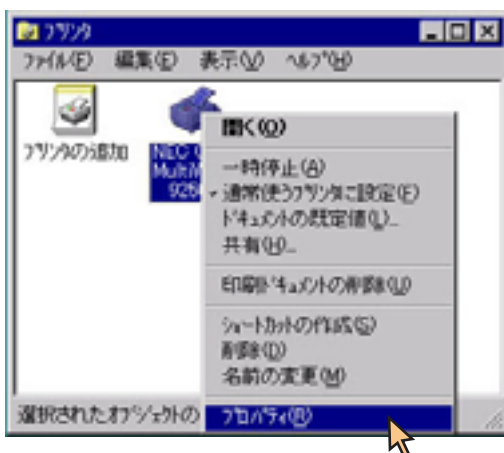 プリンタ
ファイル(F) 編集(E) 表示(V) ヘルプ(H)
プリンタの追加
NEC
MultiW
926
開く(O)
一時停止(A)
通常使うプリンタに設定(F)
ドキュメントの既定値(L)...
共有(H)...
印刷ドキュメントの削除(U)
ショートカットの作成(S)
削除(D)
名前の変更(M)
プロパティ(R)
選択されたオブジェクトの